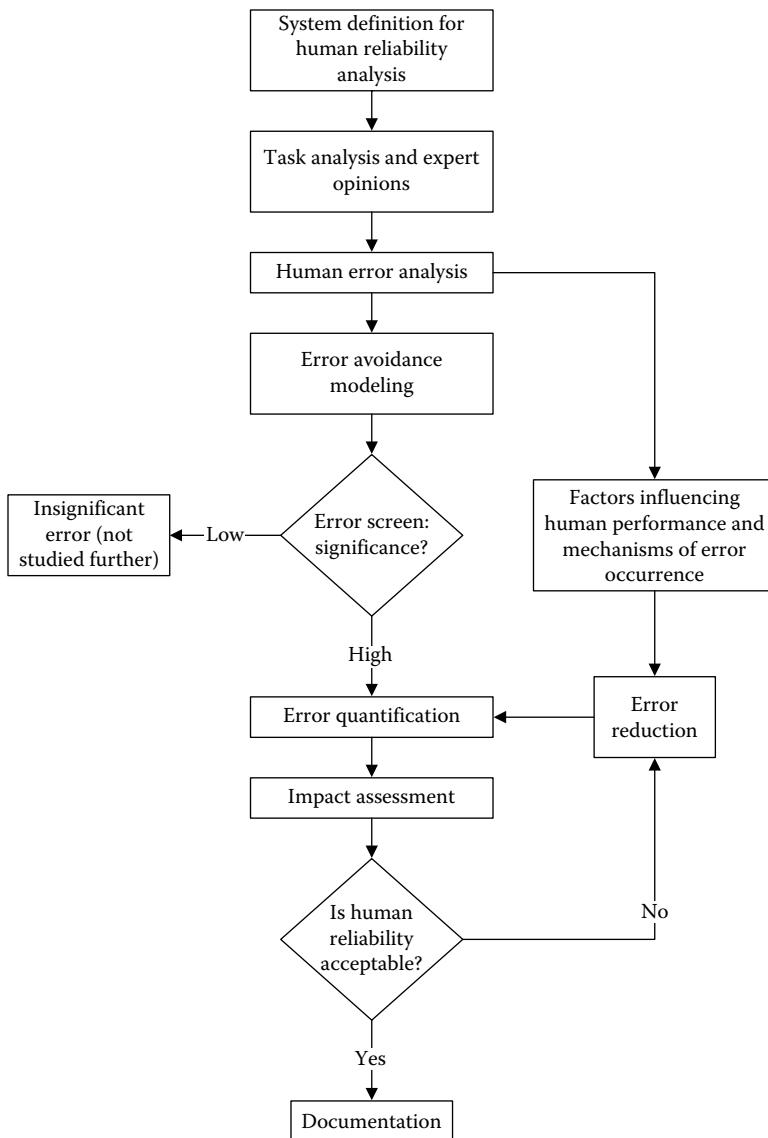 System definition for
human reliability
analysis
Task analysis and expert
opinions
Human error analysis
Error avoidance
modeling
Insignificant
error (not
studied further)
Low
Error screen:
significance?
Factors influencing
human performance and
mechanisms of error
occurrence
High
Error quantification
Error
reduction
Impact assessment
Is human
reliability
acceptable?
No
Yes
Documentation